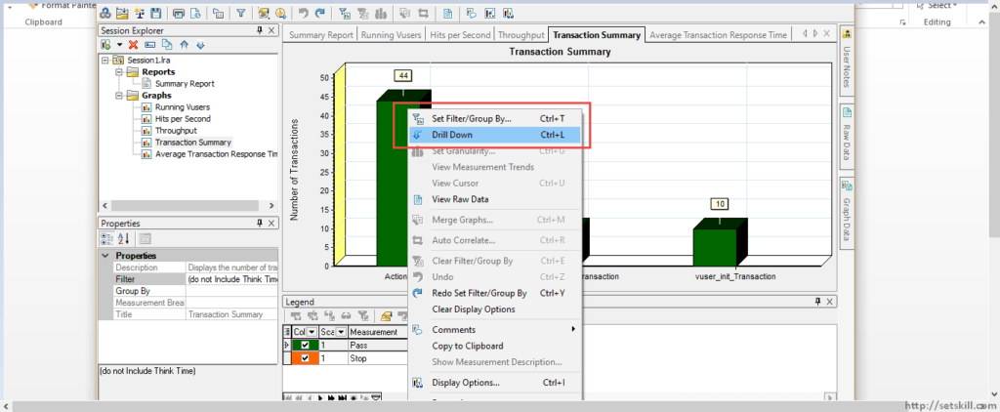 Format Painte
Clipboard
Select
Editing
Session Explorer
Session1.lra
Reports
Summary Report
Graphs
Running Vusers
Hits per Second
Throughput
Transaction Summary
Average Transaction Response Tim
Properties
Properties
Description Displays the number of tra
Filter (do not Include Think Time
Group By
Measurement Brea
Title Transaction Summary
(do not Include Think Time)
Summary Report Running Vusers Hits per Second Throughput Transaction Summary Average Transaction Response Time
Transaction Summary
Number of Transactions
50
45
40
35
30
25
20
15
10
5
0
44
10
Action
ransaction
vuser_init_Transaction
Set Filter/Group By... Ctrl+T
Drill Down Ctrl+L
Set Granularity... Ctrl+G
View Measurement Trends
View Cursor Ctrl+U
View Raw Data
Merge Graphs... Ctrl+M
Auto Correlate... Ctrl+R
Clear Filter/Group By Ctrl+E
Undo Ctrl+Z
Redo Set Filter/Group By Ctrl+Y
Clear Display Options
Comments
Copy to Clipboard
Show Measurement Description...
Display Options... Ctrl+I
Legend
Col Sca Measurement
1 Pass
1 Stop
User Notes
Raw Data
Graph Data
http://setskill.com